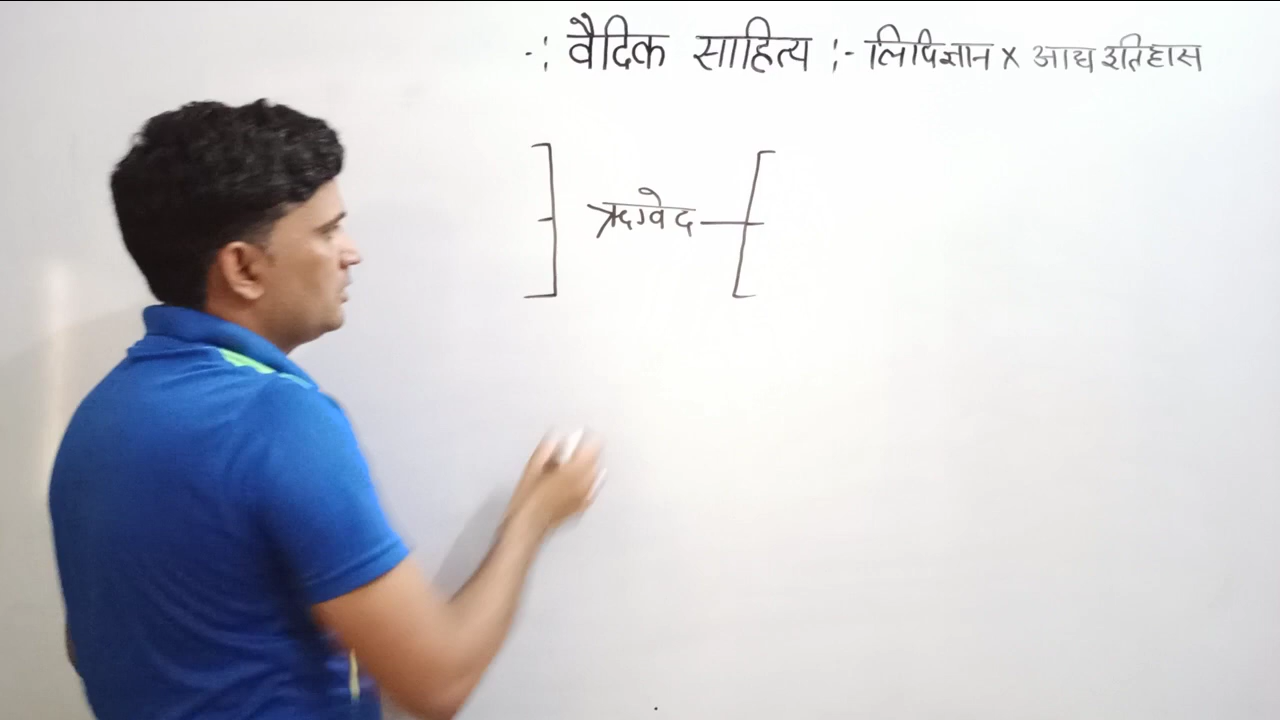 -: वैदिक साहित्य :- लिपिज्ञान x आद्य इतिहास
ऋग्वेद